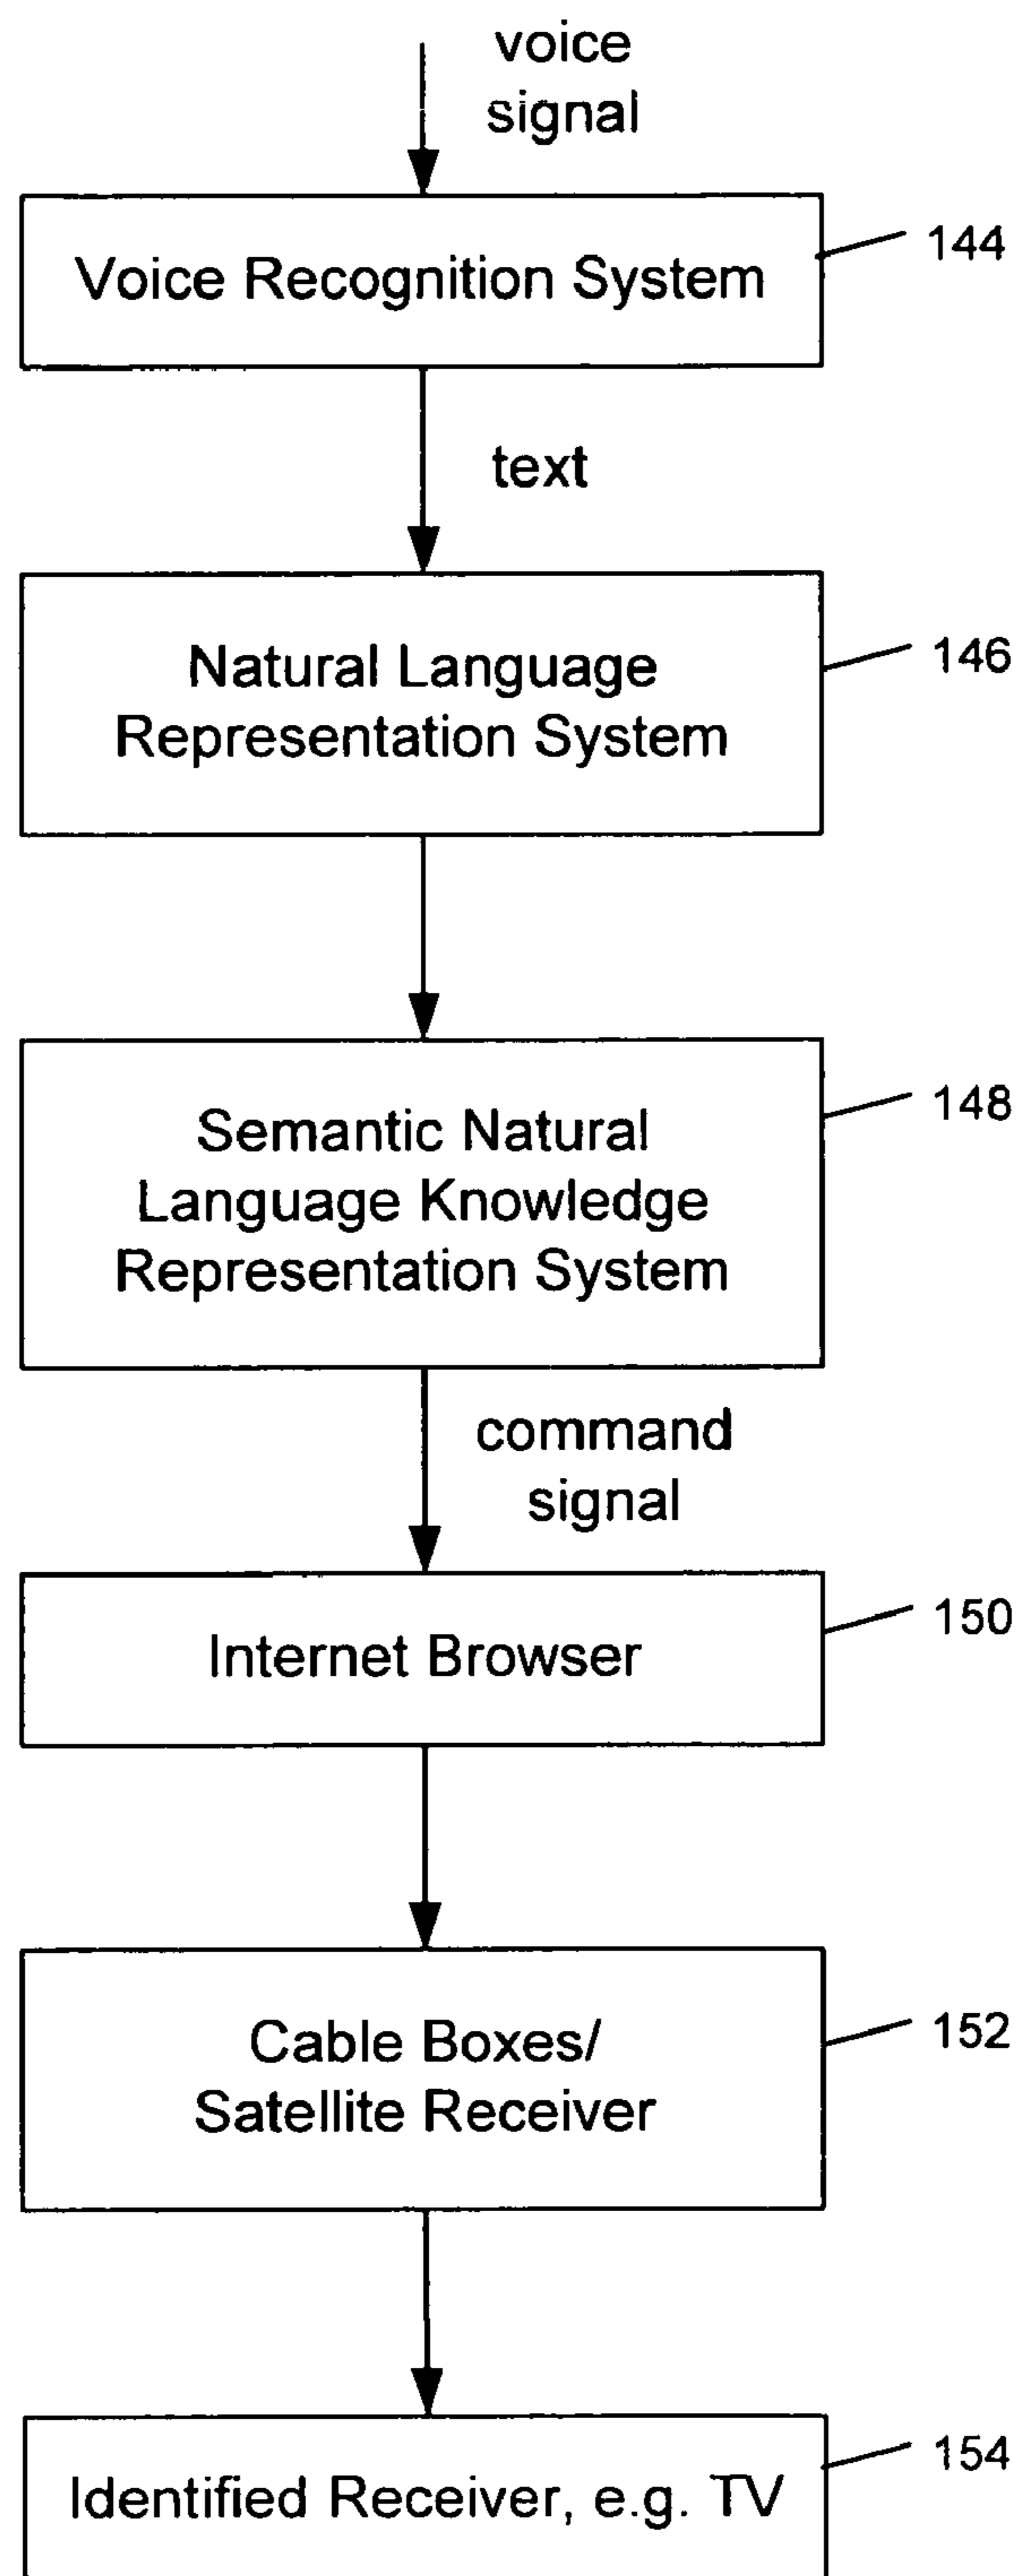 voice
signal
Voice Recognition System
144
text
Natural Language
Representation System
146
Semantic Natural
Language Knowledge
Representation System
148
command
signal
Internet Browser
150
Cable Boxes/
Satellite Receiver
152
Identified Receiver, e.g. TV
154